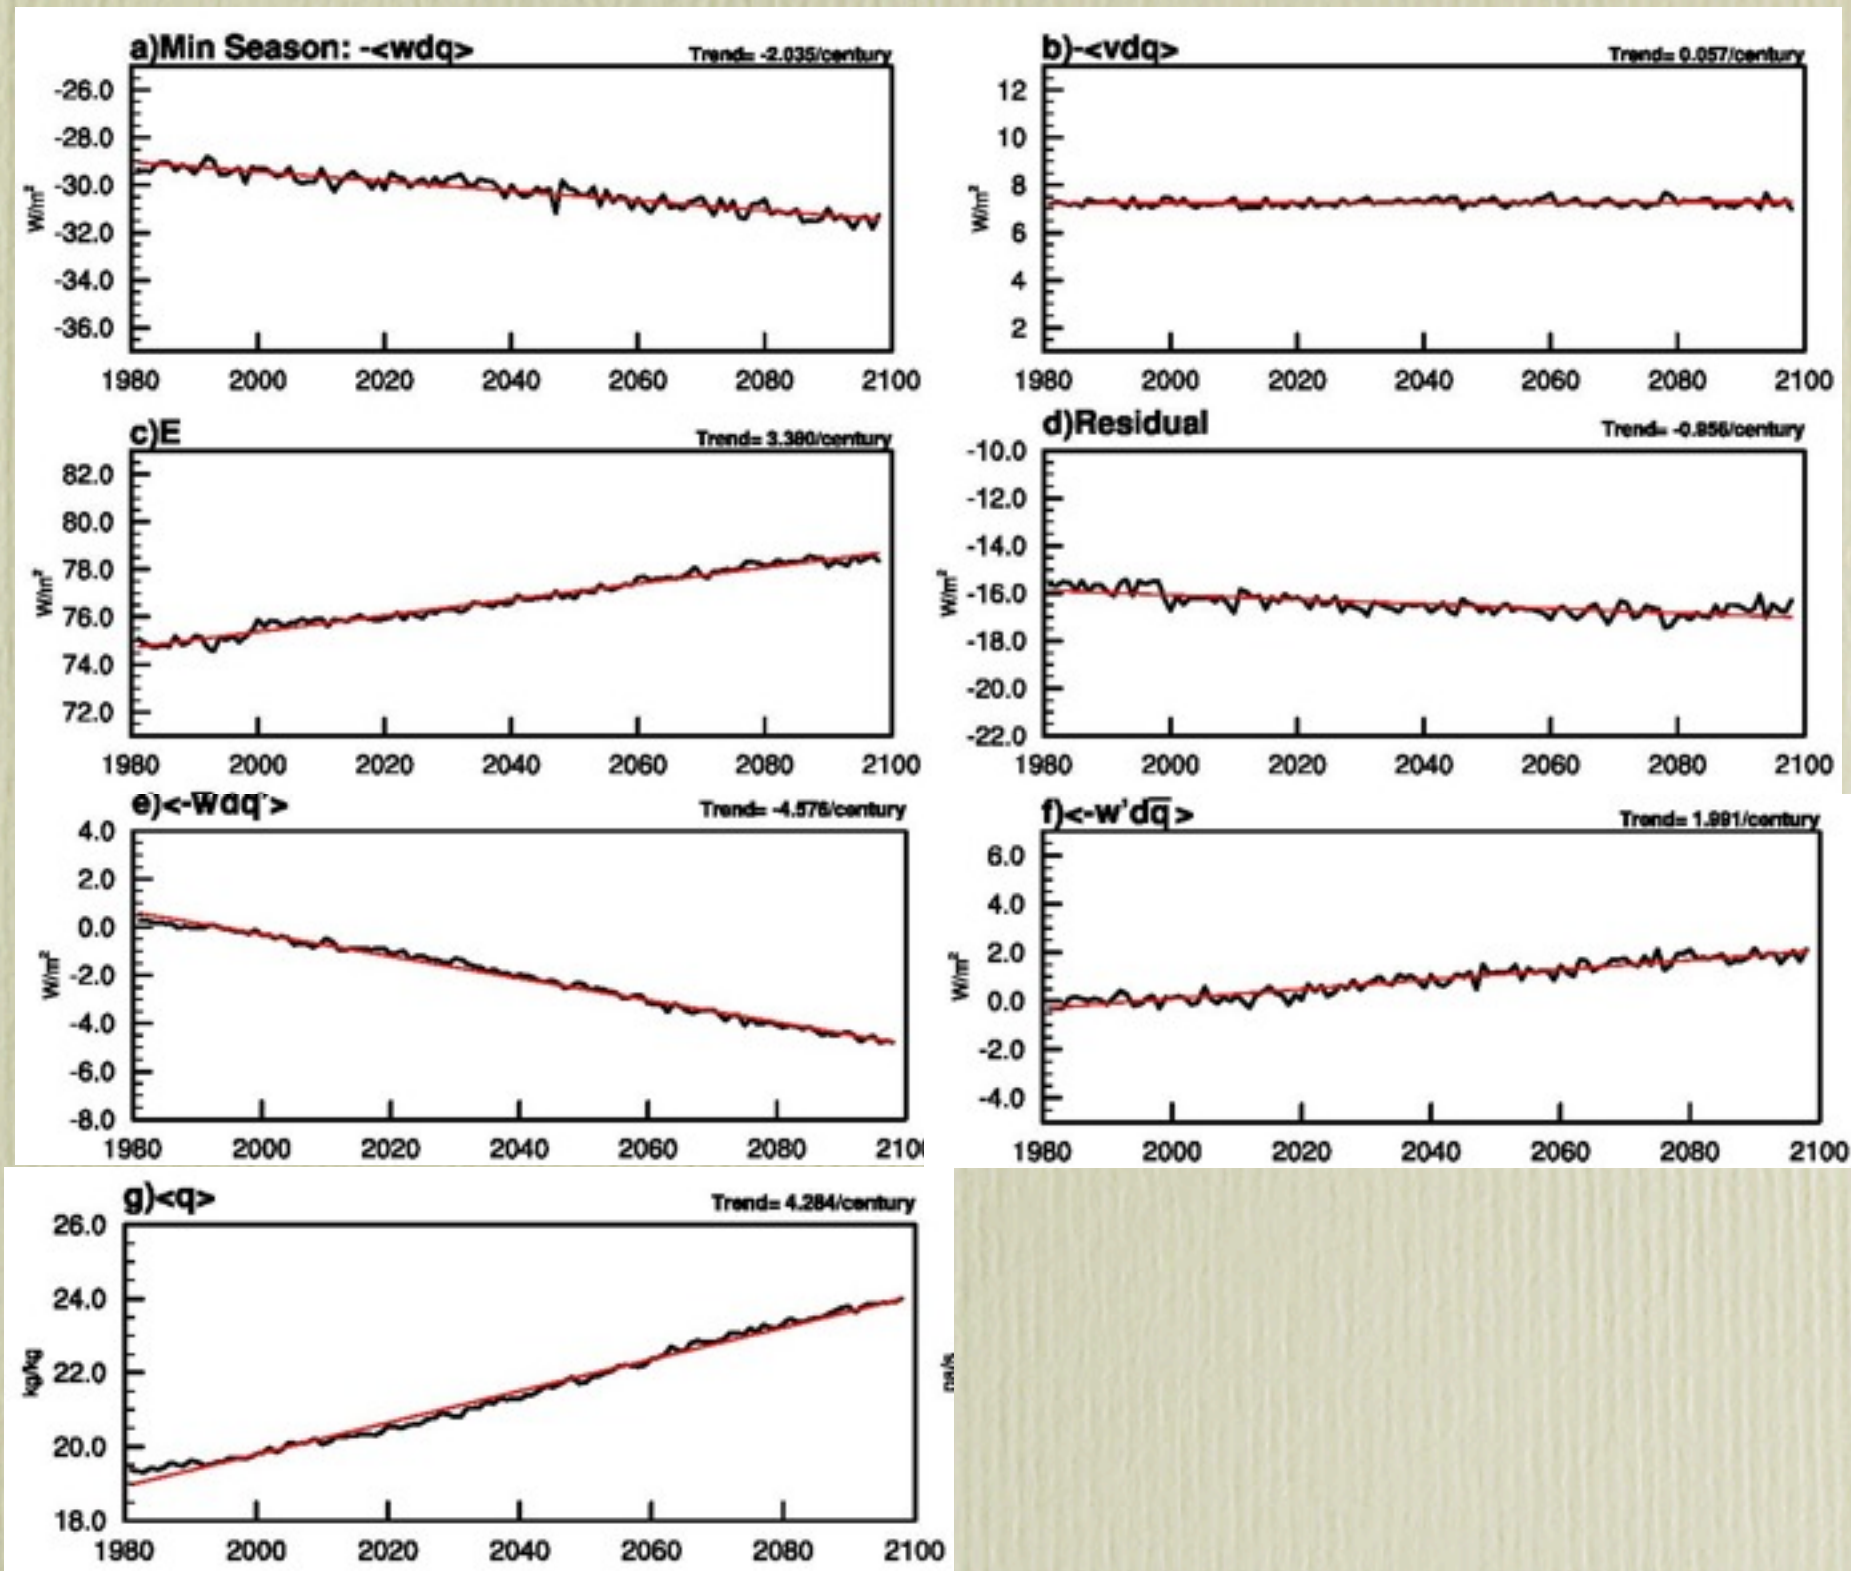 a)Min Season: -<wdq> Trend= -2.035/century
-26.0
-28.0
-30.0
-32.0
-34.0
-36.0
W/m²
1980 2000 2020 2040 2060 2080 2100
b)-<vdq> Trend= 0.057/century
12
10
8
6
4
2
W/m²
1980 2000 2020 2040 2060 2080 2100
c)E Trend= 3.380/century
82.0
80.0
78.0
76.0
74.0
72.0
W/m²
1980 2000 2020 2040 2060 2080 2100
d)Residual Trend= -0.956/century
-10.0
-12.0
-14.0
-16.0
-18.0
-20.0
-22.0
W/m²
1980 2000 2020 2040 2060 2080 2100
e)<-w̅dq'> Trend= -4.576/century
4.0
2.0
0.0
-2.0
-4.0
-6.0
-8.0
W/m²
1980 2000 2020 2040 2060 2080 210
f)<-w'dq̅> Trend= 1.991/century
6.0
4.0
2.0
0.0
-2.0
-4.0
W/m²
1980 2000 2020 2040 2060 2080 2100
g)<q> Trend= 4.284/century
26.0
24.0
22.0
20.0
18.0
kg/kg
1980 2000 2020 2040 2060 2080 2100